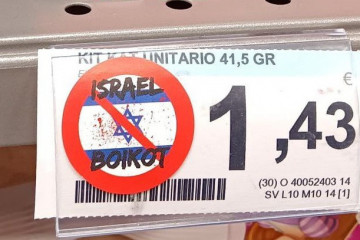 KIT KAT UNITARIO 41,5 GR
ISRAEL
BOIKOT
1,43
€
(30) O 40052403 14
SV L10 M10 14 [1]